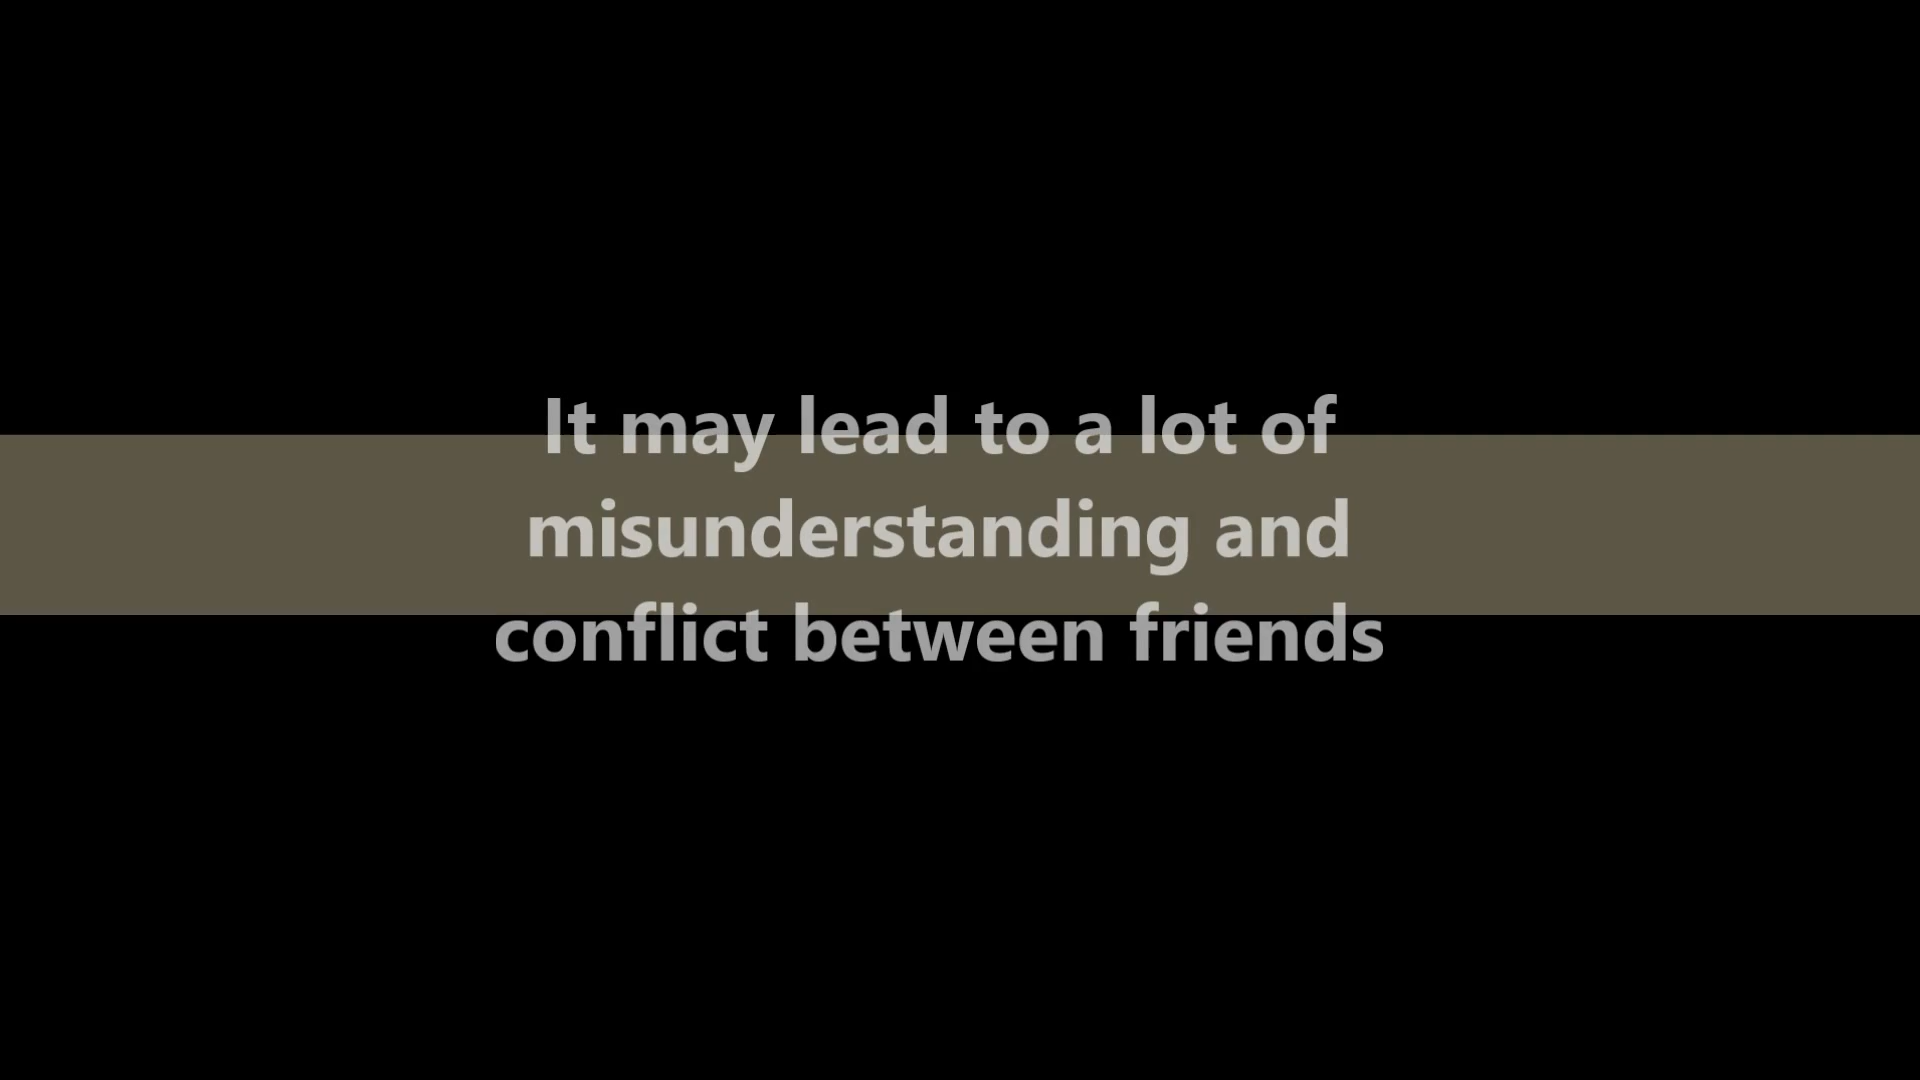 It may lead to a lot of
misunderstanding and
conflict between friends